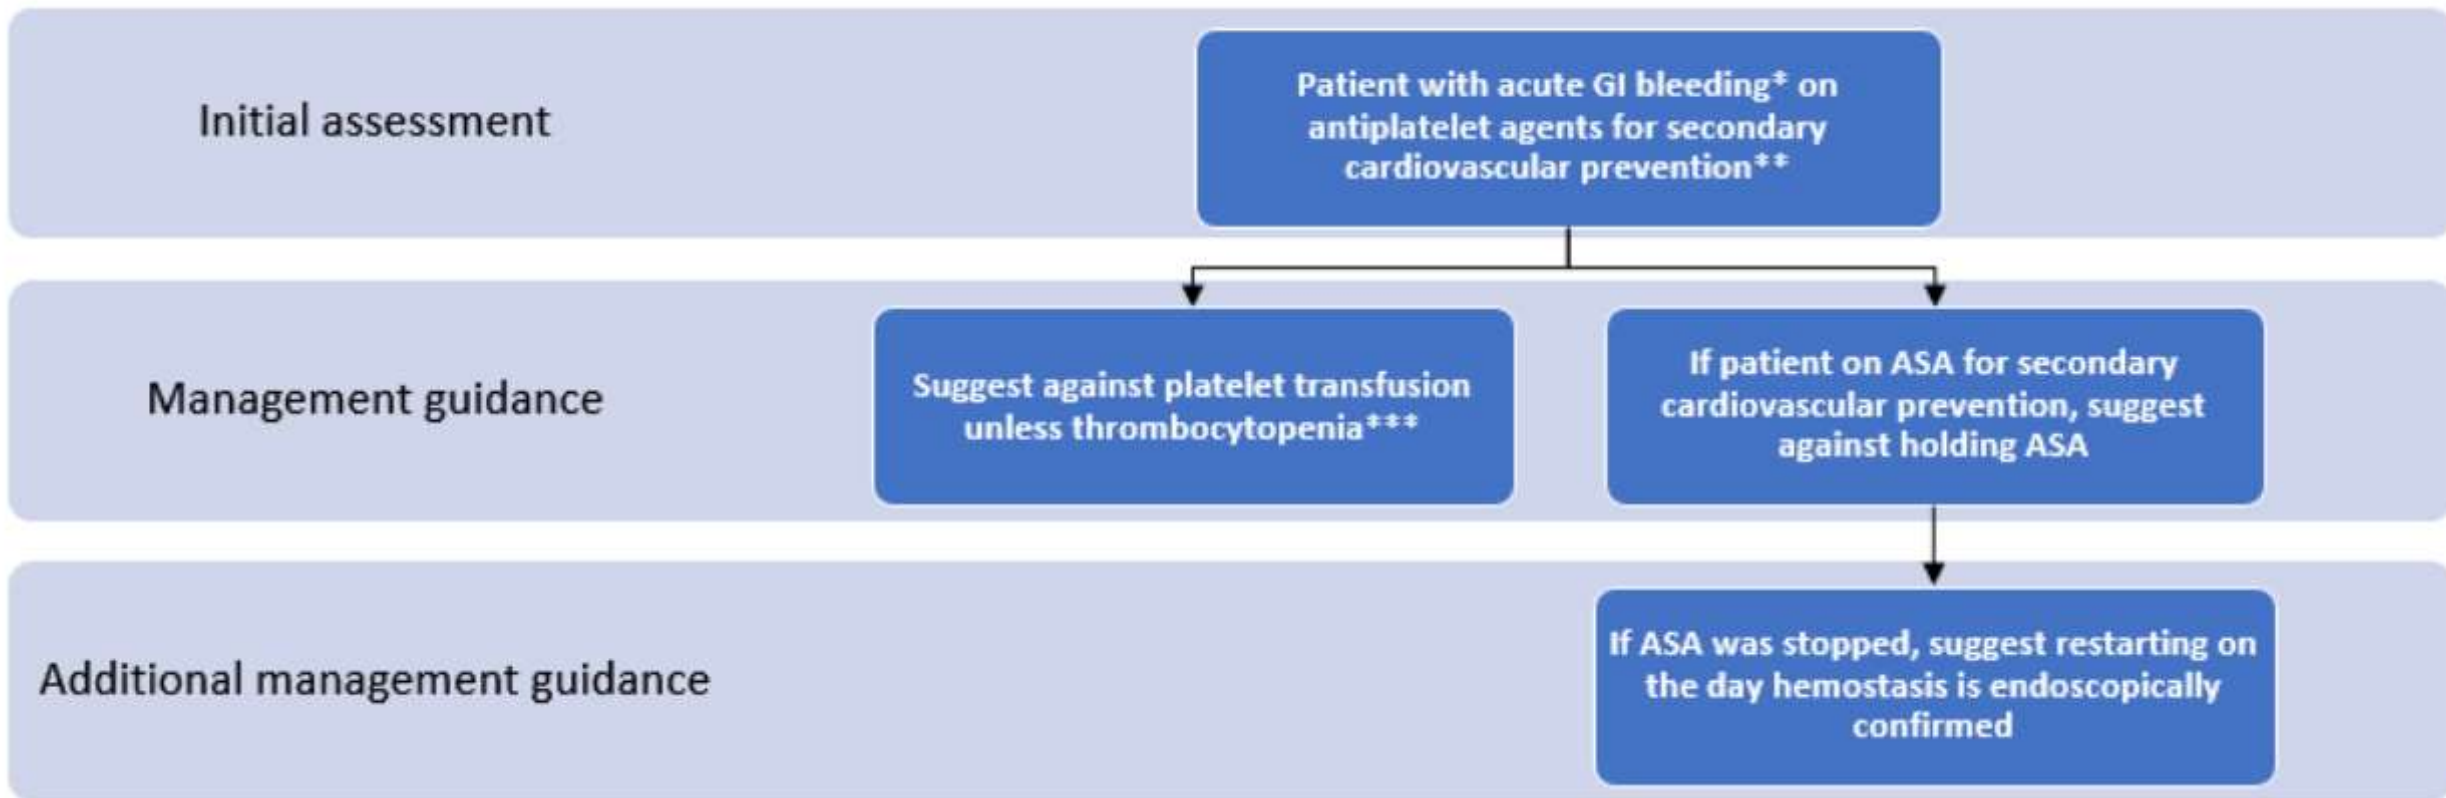 Initial assessment
Patient with acute GI bleeding* on
antiplatelet agents for secondary
cardiovascular prevention**
Management guidance
Suggest against platelet transfusion
unless thrombocytopenia***
If patient on ASA for secondary
cardiovascular prevention, suggest
against holding ASA
Additional management guidance
If ASA was stopped, suggest restarting on
the day hemostasis is endoscopically
confirmed